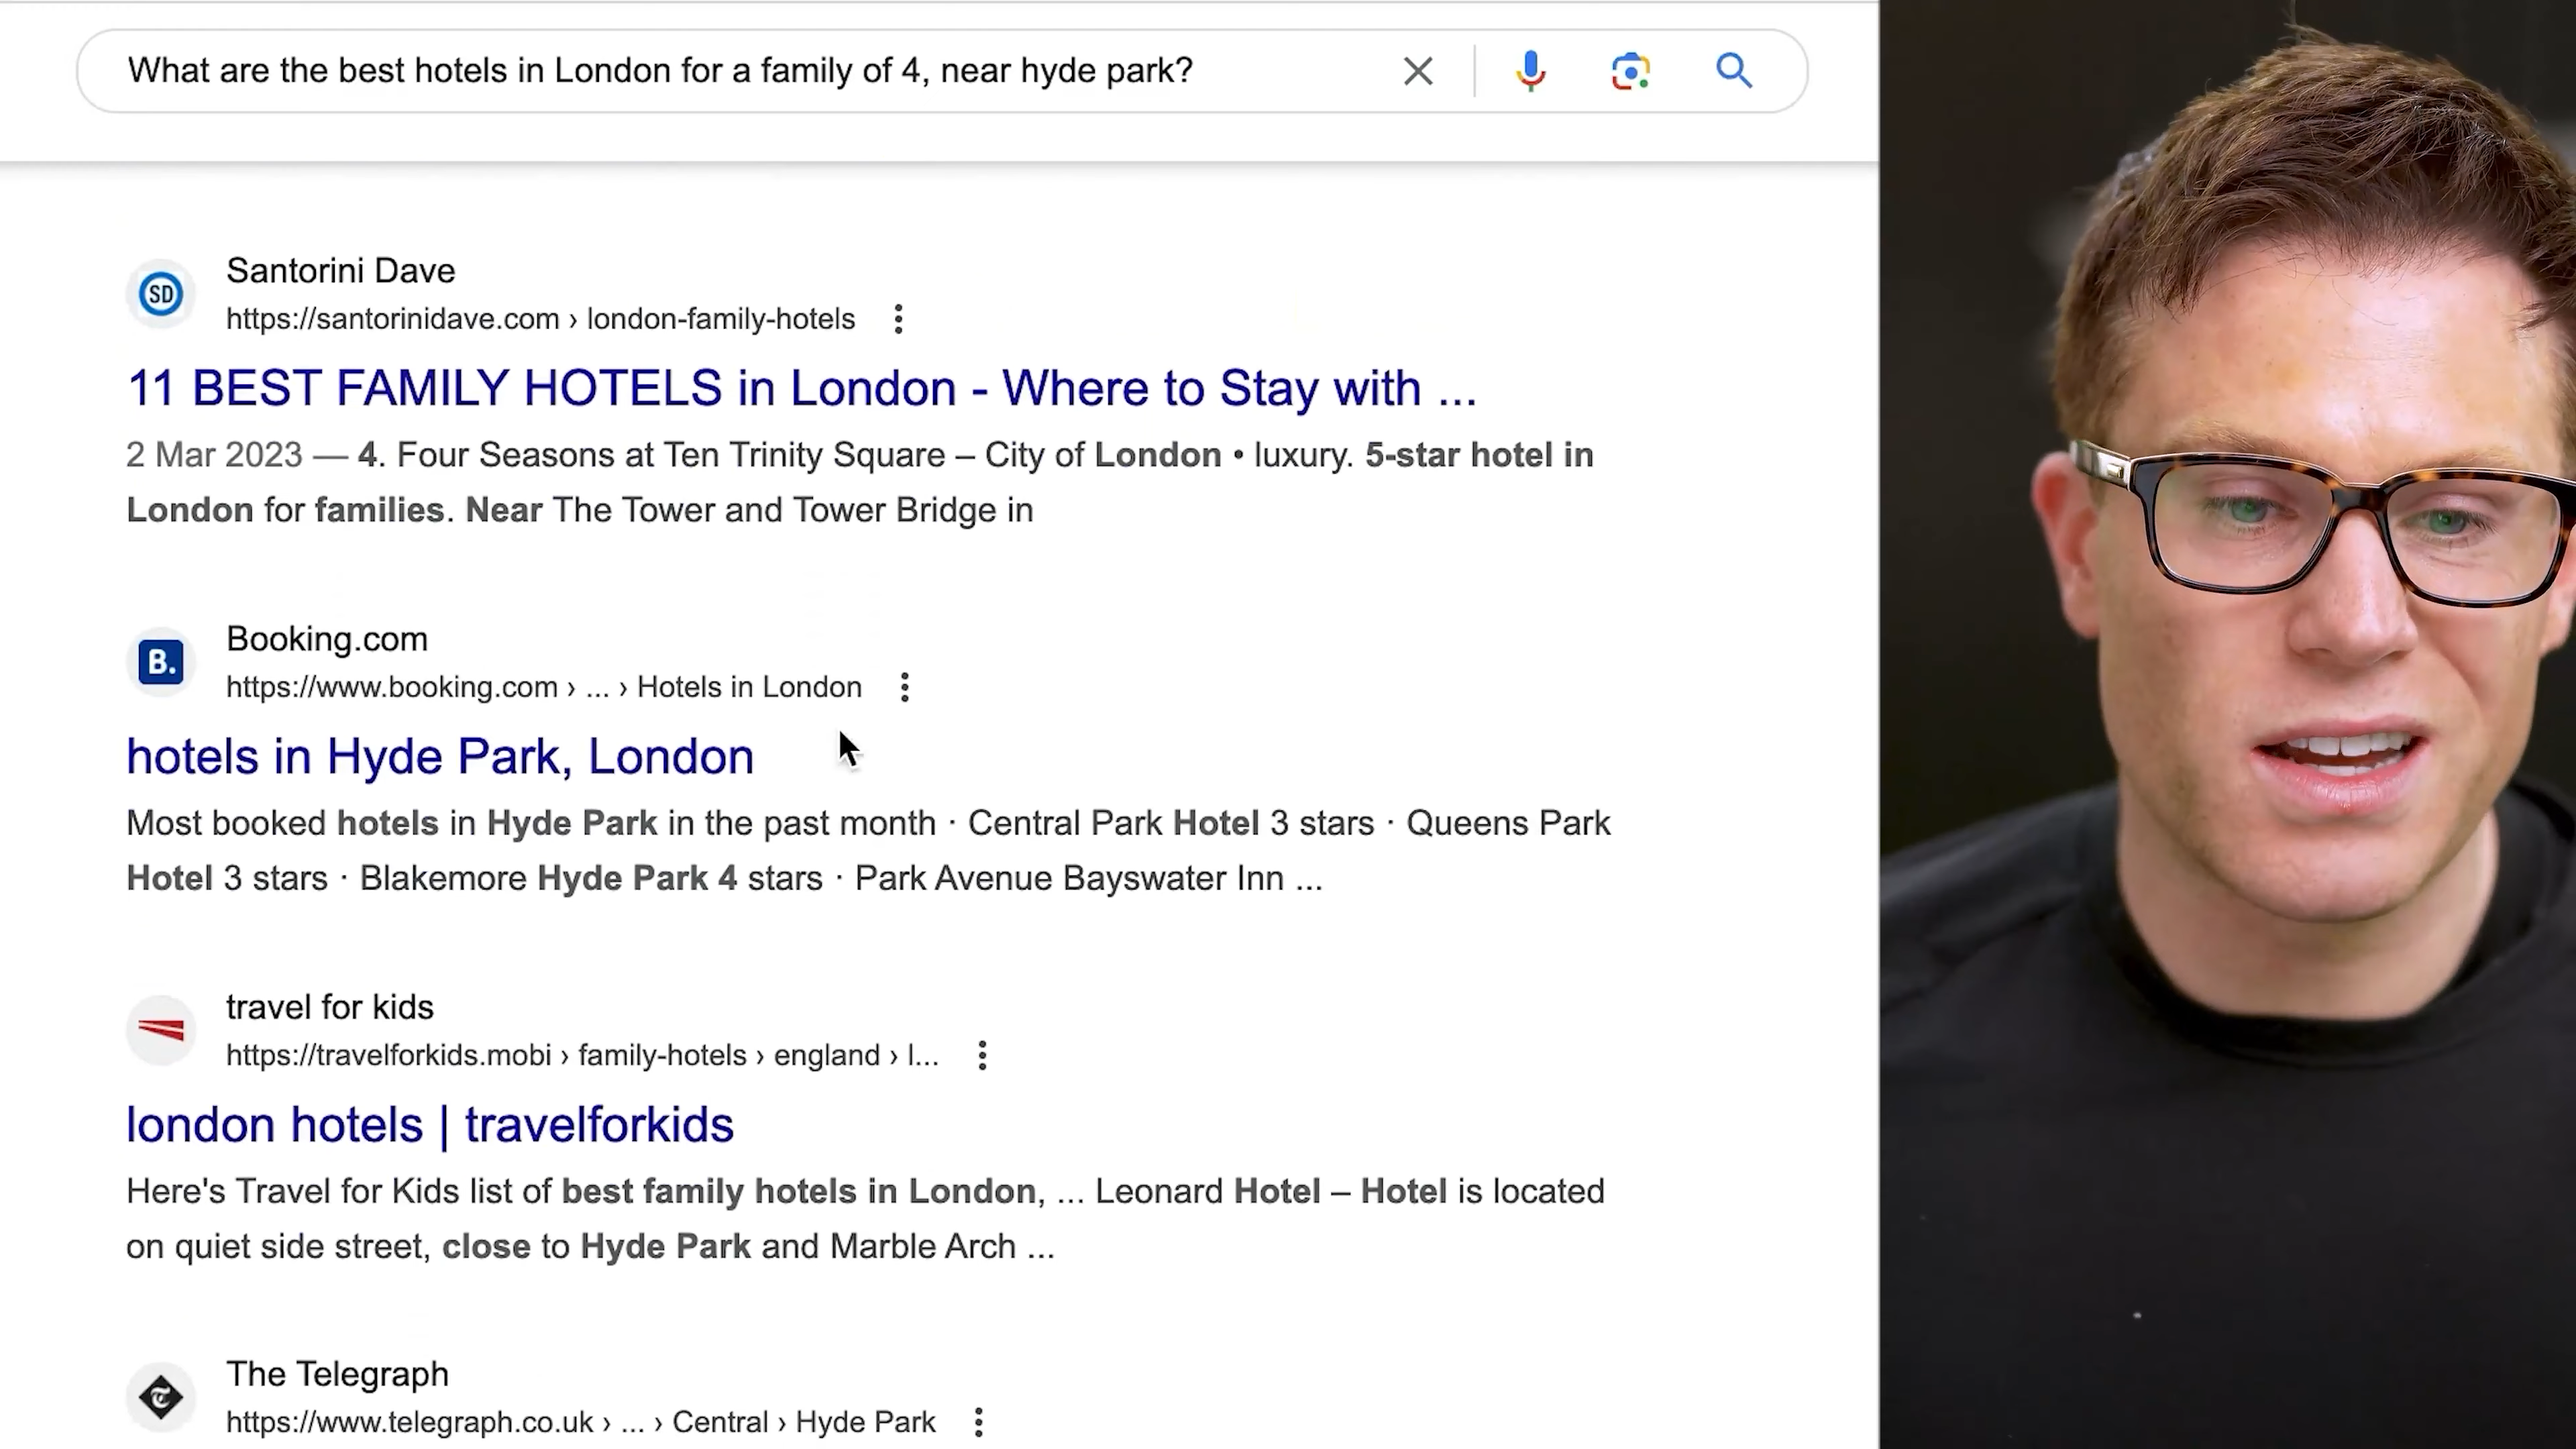 What are the best hotels in London for a family of 4, near hyde park?
SD
Santorini Dave
https://santorinidave.com › london-family-hotels
11 BEST FAMILY HOTELS in London - Where to Stay with ...
2 Mar 2023 — 4. Four Seasons at Ten Trinity Square – City of London • luxury. 5-star hotel in
London for families. Near The Tower and Tower Bridge in
B.
Booking.com
https://www.booking.com › ... › Hotels in London
hotels in Hyde Park, London
Most booked hotels in Hyde Park in the past month · Central Park Hotel 3 stars · Queens Park
Hotel 3 stars · Blakemore Hyde Park 4 stars · Park Avenue Bayswater Inn ...
travel for kids
https://travelforkids.mobi › family-hotels › england › l...
london hotels | travelforkids
Here's Travel for Kids list of best family hotels in London, ... Leonard Hotel – Hotel is located
on quiet side street, close to Hyde Park and Marble Arch ...
T
The Telegraph
https://www.telegraph.co.uk › ... › Central › Hyde Park